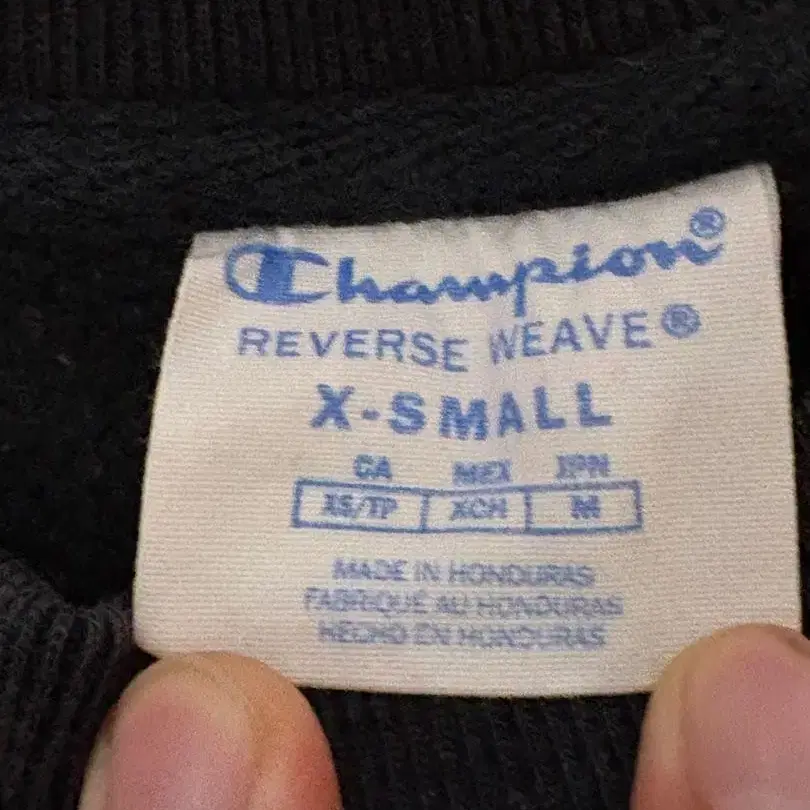 Champion®
REVERSE WEAVE®
X-SMALL
CA MEX JPN
XS/TP XCH M
MADE IN HONDURAS
FABRIQUÉ AU HONDURAS
HECHO EN HONDURAS